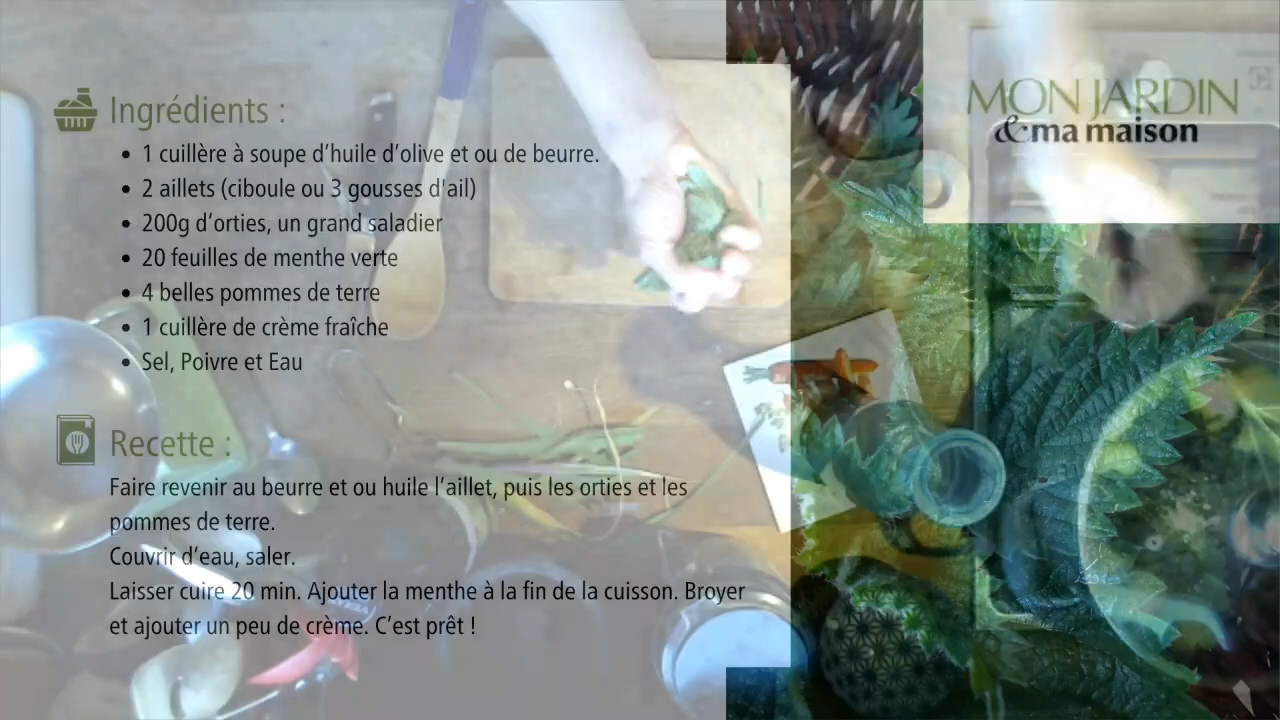 MON JARDIN
&ma maison
Ingrédients :
• 1 cuillère à soupe d'huile d'olive et ou de beurre.
• 2 aillets (ciboule ou 3 gousses d'ail)
• 200g d'orties, un grand saladier
• 20 feuilles de menthe verte
• 4 belles pommes de terre
• 1 cuillère de crème fraîche
• Sel, Poivre et Eau
Recette :
Faire revenir au beurre et ou huile l'aillet, puis les orties et les
pommes de terre.
Couvrir d'eau, saler.
Laisser cuire 20 min. Ajouter la menthe à la fin de la cuisson. Broyer
et ajouter un peu de crème. C'est prêt !